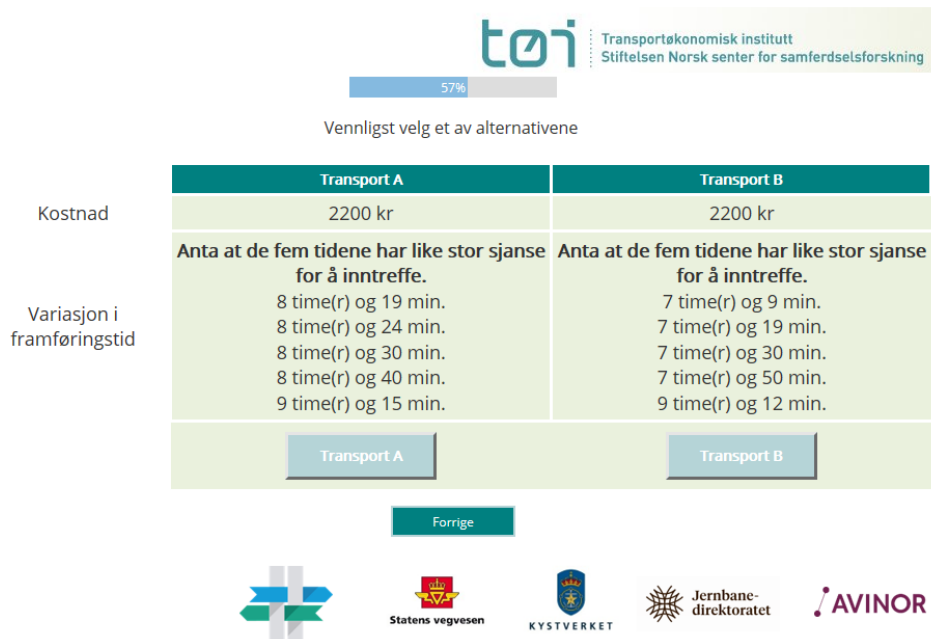 tøi
Transportøkonomisk institutt
Stiftelsen Norsk senter for samferdselsforskning
57%
Vennligst velg et av alternativene
Transport A Transport B
Kostnad 2200 kr 2200 kr
Variasjon i framføringstid
Anta at de fem tidene har like stor sjanse
for å inntreffe.
8 time(r) og 19 min.
8 time(r) og 24 min.
8 time(r) og 30 min.
8 time(r) og 40 min.
9 time(r) og 15 min.
Anta at de fem tidene har like stor sjanse
for å inntreffe.
7 time(r) og 9 min.
7 time(r) og 19 min.
7 time(r) og 30 min.
7 time(r) og 50 min.
9 time(r) og 12 min.
Transport A Transport B
Forrige
Statens vegvesen
KYSTVERKET
Jernbane-
direktoratet
AVINOR